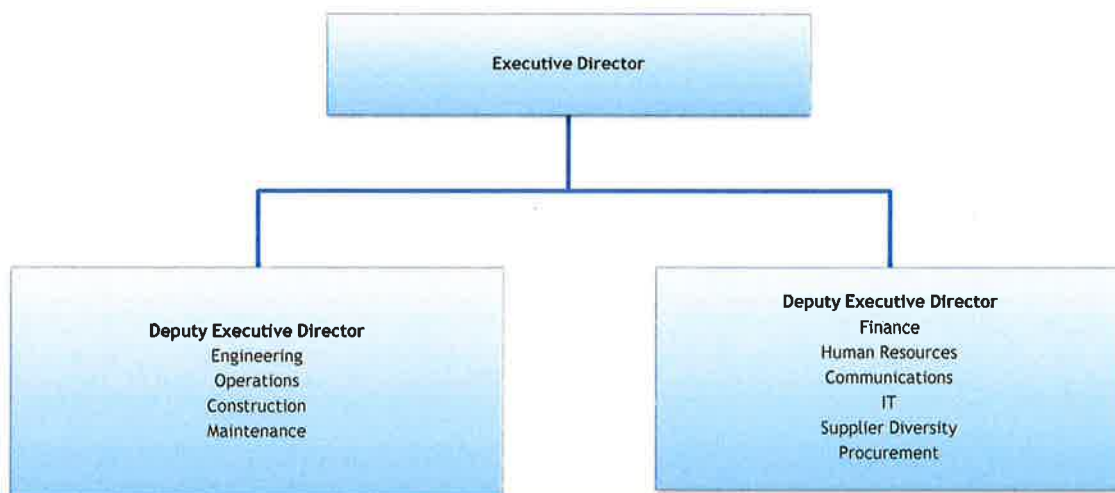 Executive Director
Deputy Executive Director
Engineering
Operations
Construction
Maintenance
Deputy Executive Director
Finance
Human Resources
Communications
IT
Supplier Diversity
Procurement